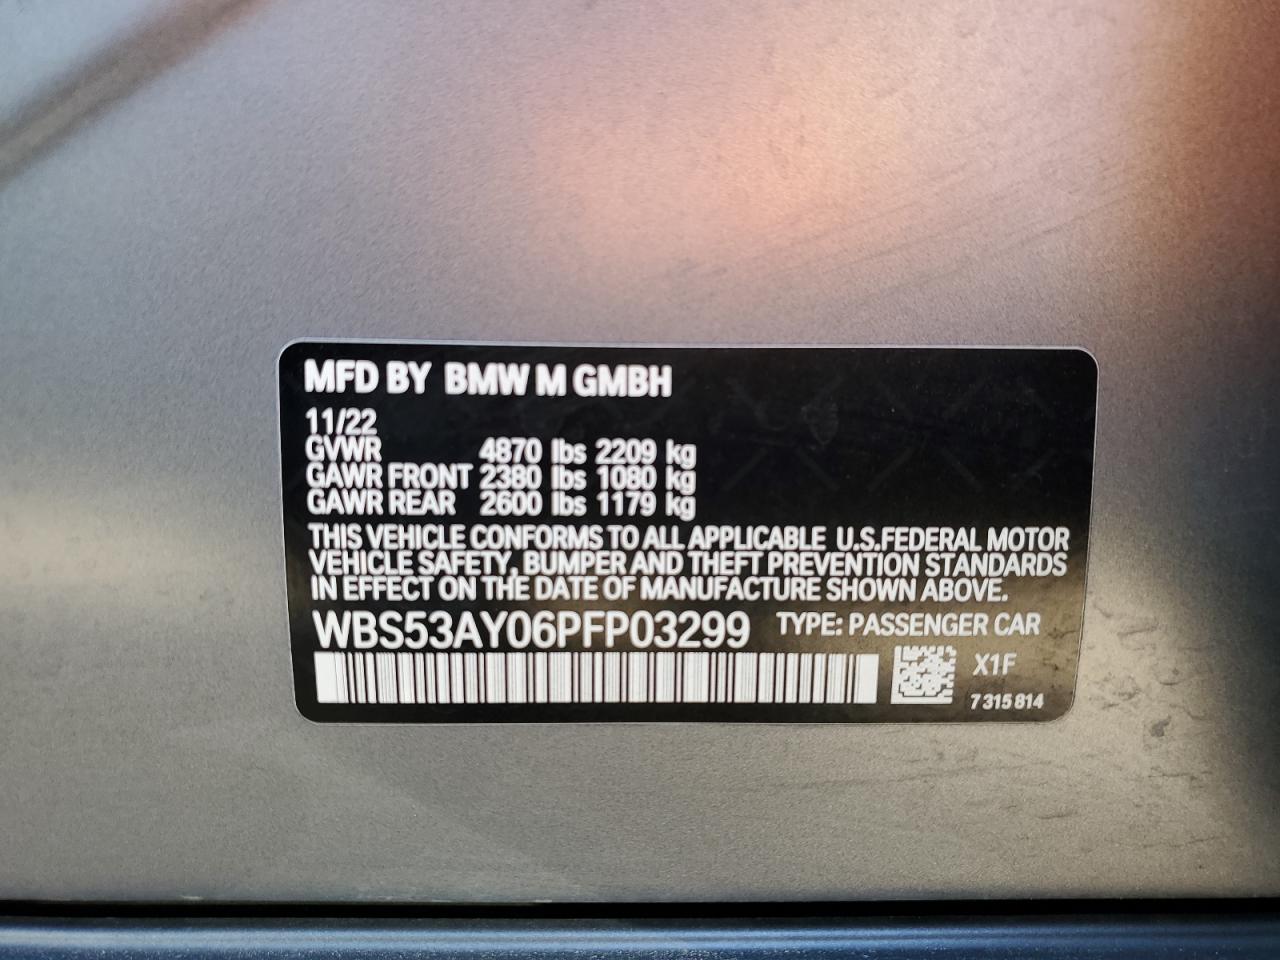 MFD BY BMW M GMBH
11/22
GVWR 4870 lbs 2209 kg
GAWR FRONT 2380 lbs 1080 kg
GAWR REAR 2600 lbs 1179 kg
THIS VEHICLE CONFORMS TO ALL APPLICABLE U.S.FEDERAL MOTOR
VEHICLE SAFETY, BUMPER AND THEFT PREVENTION STANDARDS
IN EFFECT ON THE DATE OF MANUFACTURE SHOWN ABOVE.
WBS53AY06PFP03299 TYPE: PASSENGER CAR
X1F
7 315 814